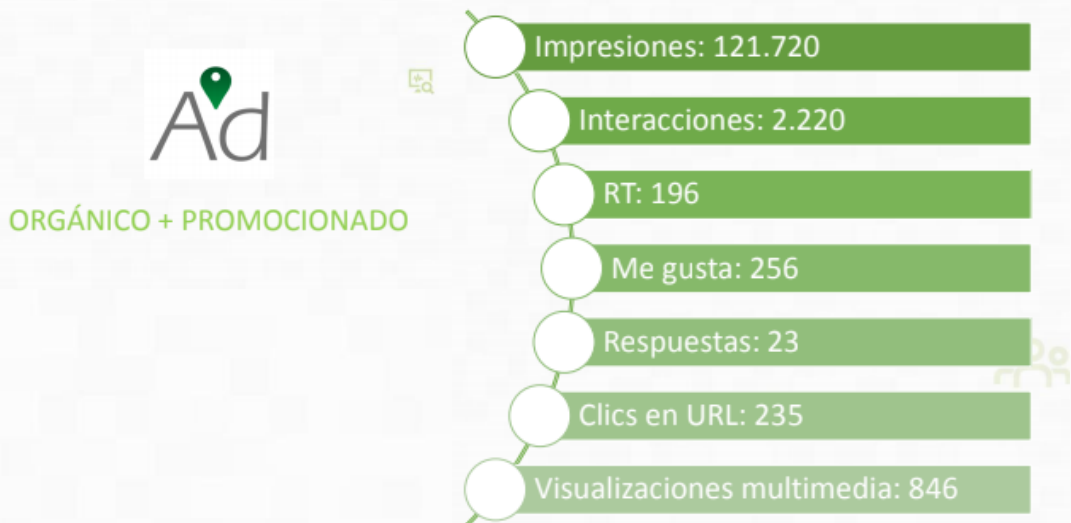 Ad
ORGÁNICO + PROMOCIONADO
Impresiones: 121.720
Interacciones: 2.220
RT: 196
Me gusta: 256
Respuestas: 23
Clics en URL: 235
Visualizaciones multimedia: 846